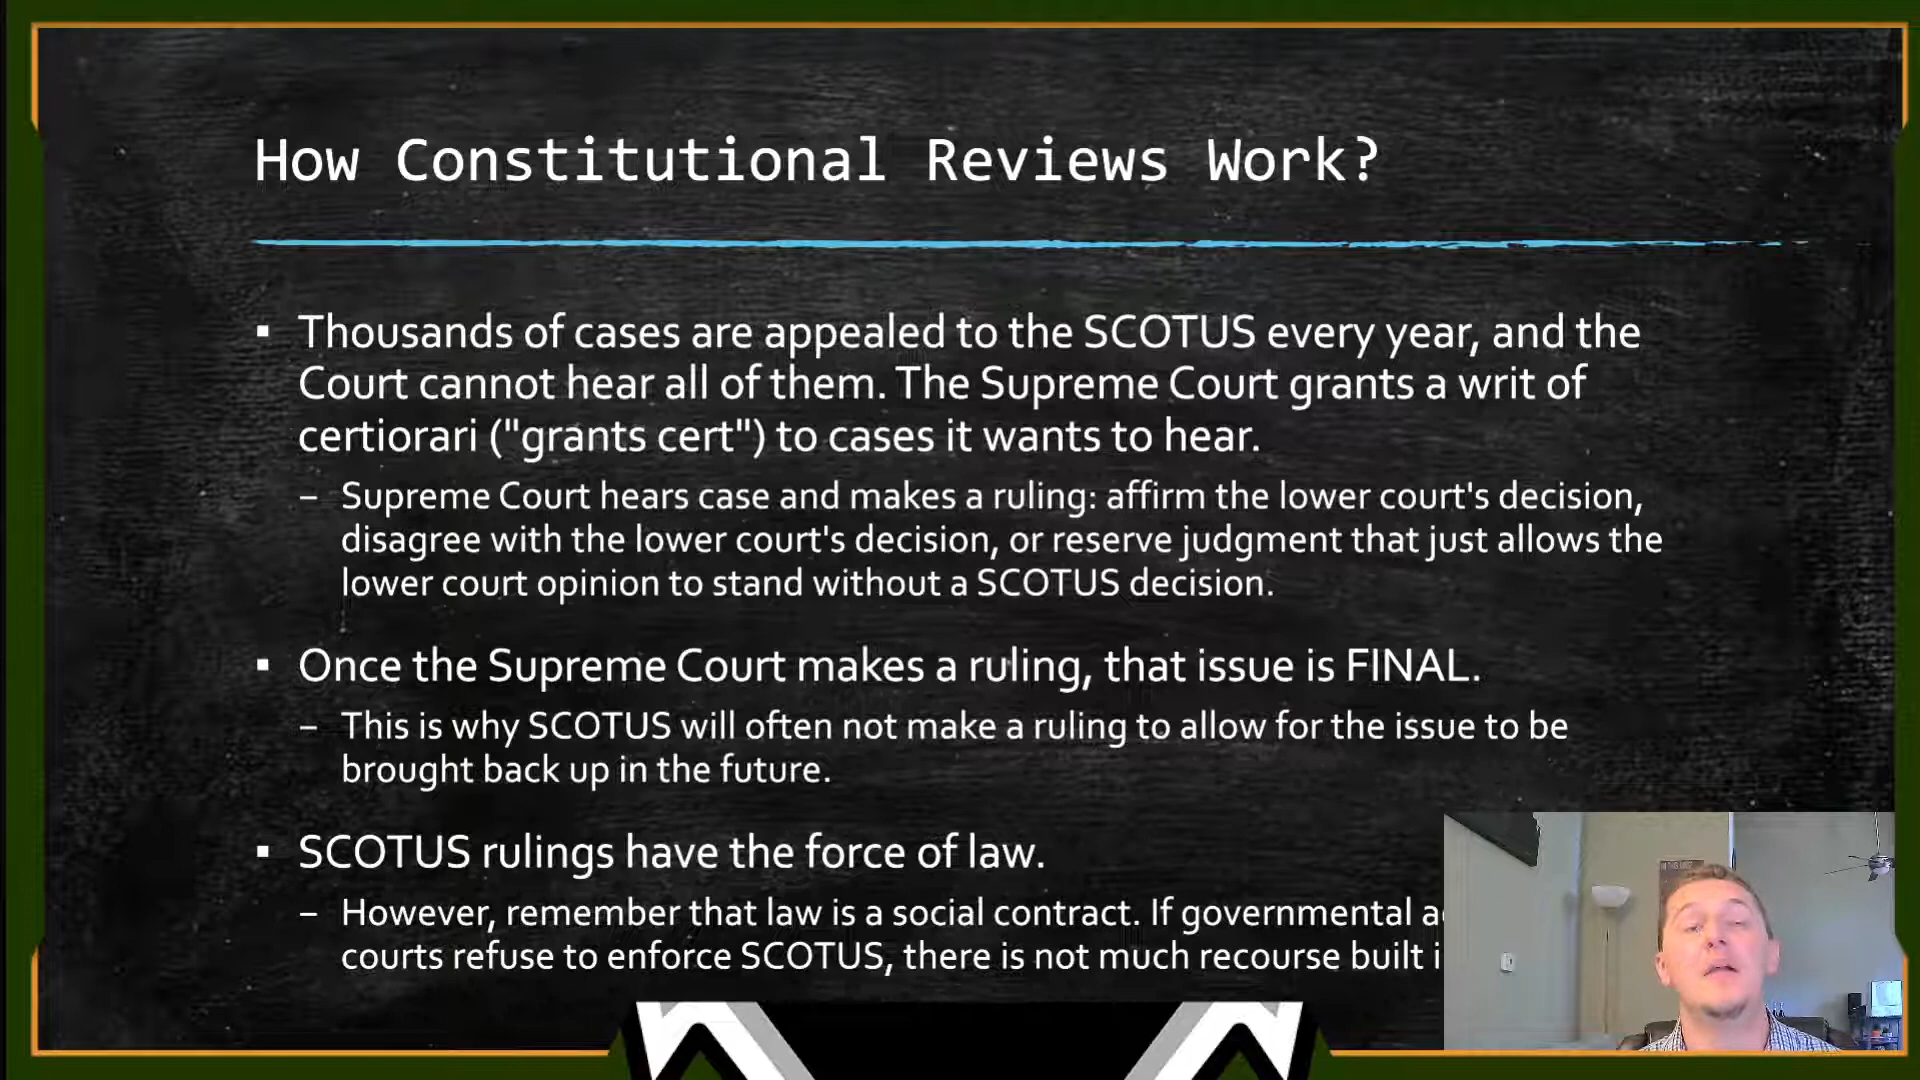 How Constitutional Reviews Work?
▪ Thousands of cases are appealed to the SCOTUS every year, and the
Court cannot hear all of them. The Supreme Court grants a writ of
certiorari ("grants cert") to cases it wants to hear.
– Supreme Court hears case and makes a ruling: affirm the lower court's decision,
disagree with the lower court's decision, or reserve judgment that just allows the
lower court opinion to stand without a SCOTUS decision.
▪ Once the Supreme Court makes a ruling, that issue is FINAL.
– This is why SCOTUS will often not make a ruling to allow for the issue to be
brought back up in the future.
▪ SCOTUS rulings have the force of law.
– However, remember that law is a social contract. If governmental
courts refuse to enforce SCOTUS, there is not much recourse built